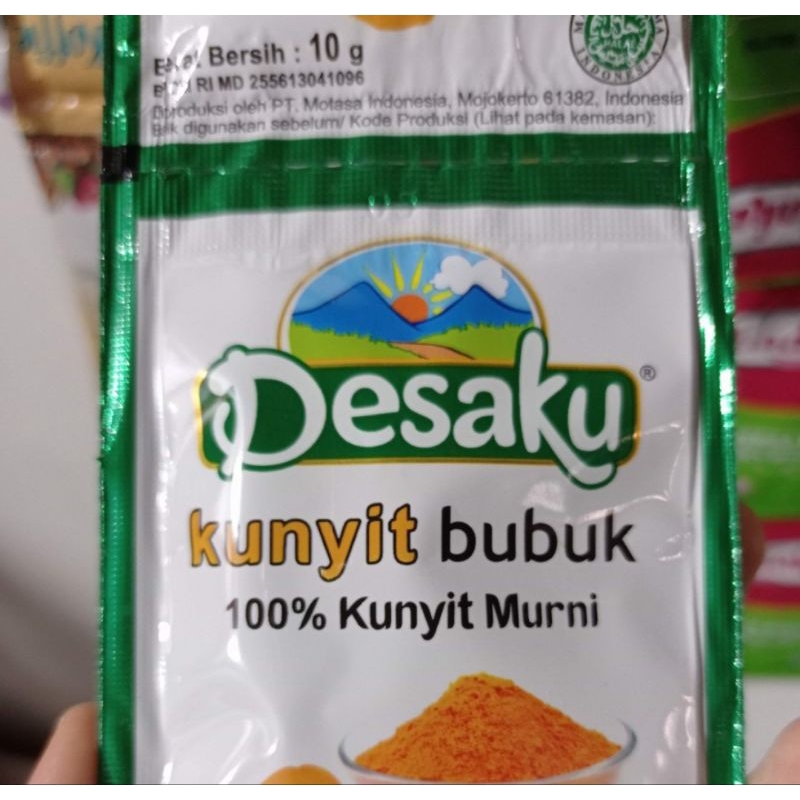 Bersih : 10 g
RI MD 255613041096
Diproduksi oleh PT. Motasa Indonesia, Mojokerto 61382, Indonesia
Baik digunakan sebelum/ Kode Produksi (Lihat pada kemasan):
INDONESIA
Desaku®
kunyit bubuk
100% Kunyit Murni